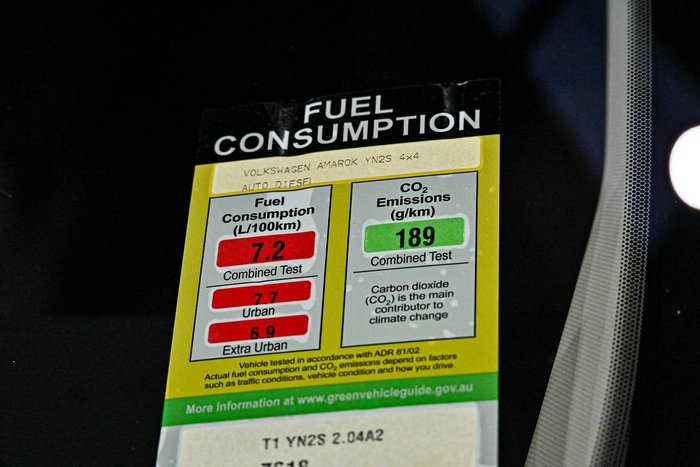 FUEL
CONSUMPTION
VOLKSWAGEN AMAROK YN2S 4x4
AUTO DIESEL
Fuel
Consumption
(L/100km)
7.2
Combined Test
7.7
Urban
6.9
Extra Urban
CO2
Emissions
(g/km)
189
Combined Test
Carbon dioxide
(CO2) is the main
contributor to
climate change
Vehicle tested in accordance with ADR 81/02.
Actual fuel consumption and CO2 emissions depend on factors
such as traffic conditions, vehicle condition and how you drive.
More information at www.greenvehicleguide.gov.au
T1 YN2S 2.04A2